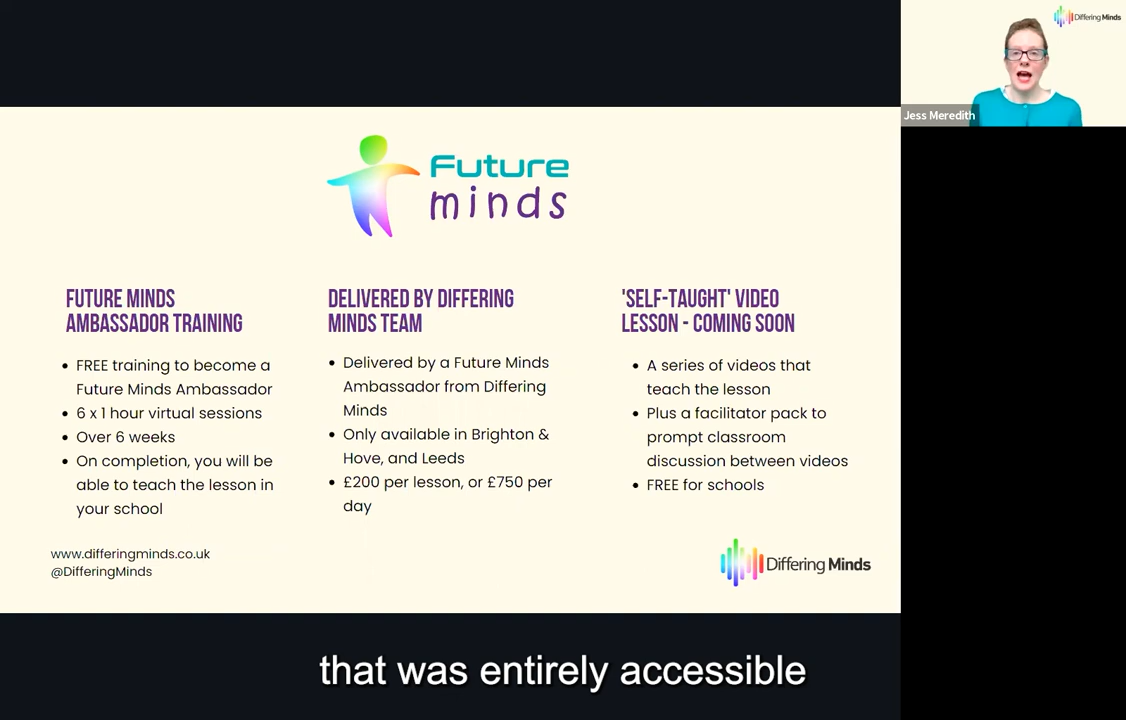 Differing Minds
Jess Meredith
Future
minds
FUTURE MINDS
AMBASSADOR TRAINING
• FREE training to become a
Future Minds Ambassador
• 6 x 1 hour virtual sessions
• Over 6 weeks
• On completion, you will be
able to teach the lesson in
your school
DELIVERED BY DIFFERING
MINDS TEAM
• Delivered by a Future Minds
Ambassador from Differing
Minds
• Only available in Brighton &
Hove, and Leeds
• £200 per lesson, or £750 per
day
'SELF-TAUGHT' VIDEO
LESSON - COMING SOON
• A series of videos that
teach the lesson
• Plus a facilitator pack to
prompt classroom
discussion between videos
• FREE for schools
www.differingminds.co.uk
@DifferingMinds
Differing Minds
that was entirely accessible